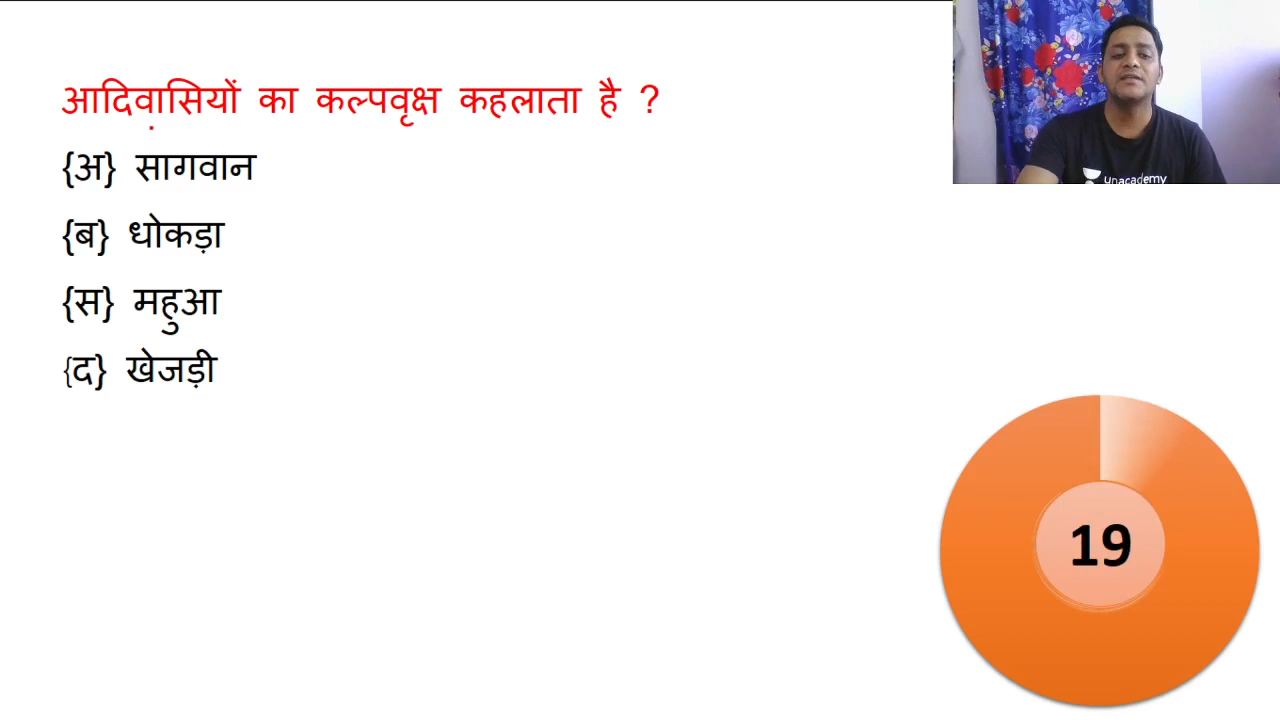 आदिवासियों का कल्पवृक्ष कहलाता है ?
{अ} सागवान
{ब} धोकड़ा
{स} महुआ
{द} खेजड़ी
unacademy
19